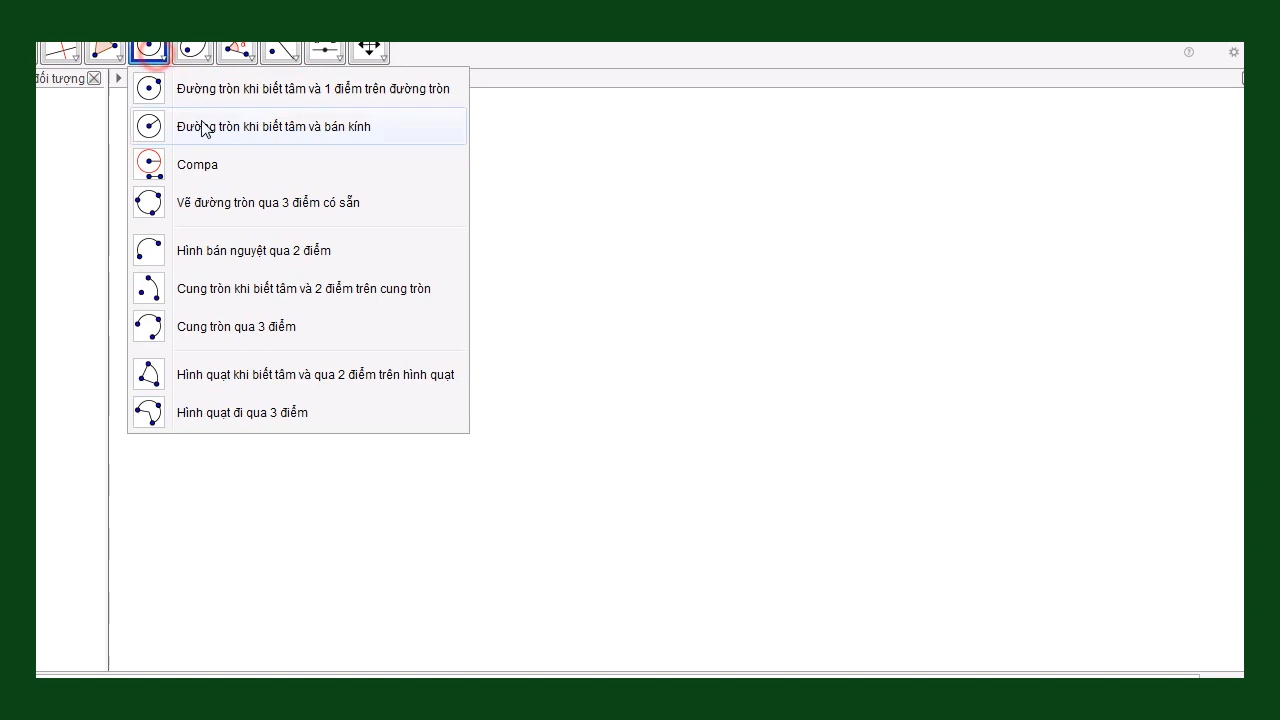 đối tượng
Đường tròn khi biết tâm và 1 điểm trên đường tròn
Đường tròn khi biết tâm và bán kính
Compa
Vẽ đường tròn qua 3 điểm có sẵn
Hình bán nguyệt qua 2 điểm
Cung tròn khi biết tâm và 2 điểm trên cung tròn
Cung tròn qua 3 điểm
Hình quạt khi biết tâm và qua 2 điểm trên hình quạt
Hình quạt đi qua 3 điểm